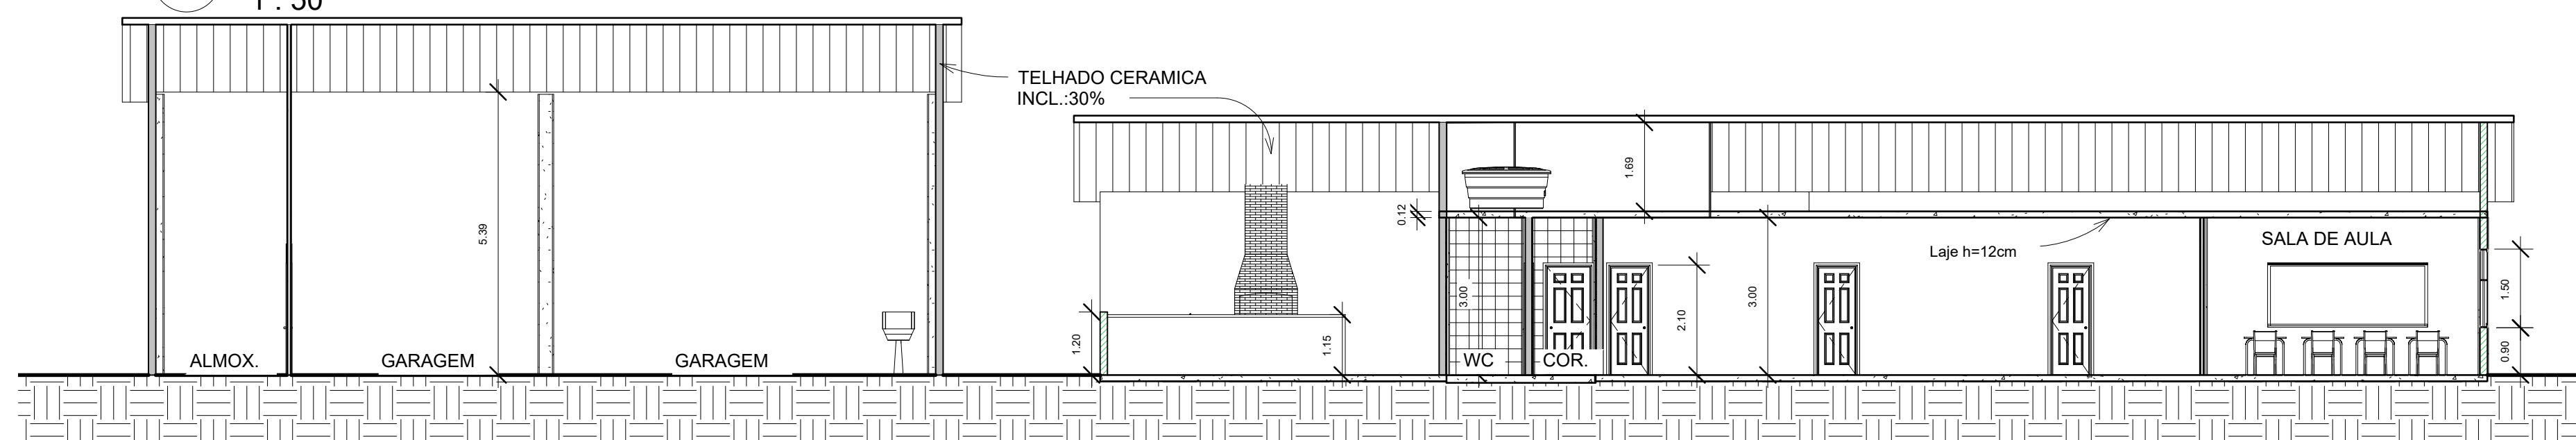 1 : 50
TELHADO CERAMICA
INCL.:30%
5.39
ALMOX.
GARAGEM
GARAGEM
1.20
1.15
0.12
1.69
3.00
WC
COR.
2.10
3.00
Laje h=12cm
SALA DE AULA
1.50
0.90